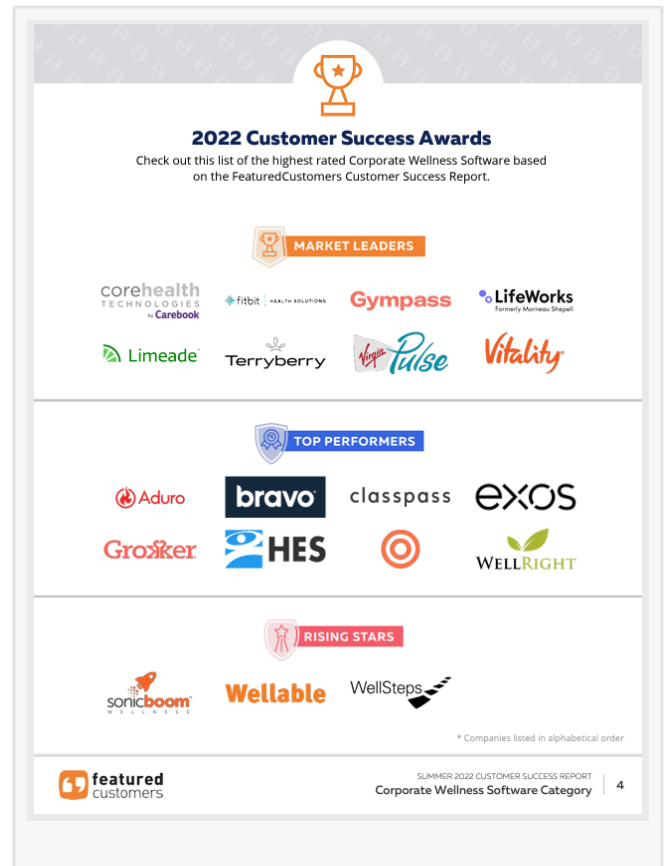 2022 Customer Success Awards
Check out this list of the highest rated Corporate Wellness Software based
on the FeaturedCustomers Customer Success Report.
MARKET LEADERS
corehealth
TECHNOLOGIES
by Carebook
fitbit | HEALTH SOLUTIONS
Gympass
LifeWorks
Formerly Morneau Shepell
Limeade
Terryberry
Virgin Pulse
Vitality
TOP PERFORMERS
Aduro
bravo
classpass
exos
Grokker
HES
WELLRIGHT
RISING STARS
sonicboom™
WELLNESS
Wellable
WellSteps
* Companies listed in alphabetical order
featured
customers
SUMMER 2022 CUSTOMER SUCCESS REPORT
Corporate Wellness Software Category
4